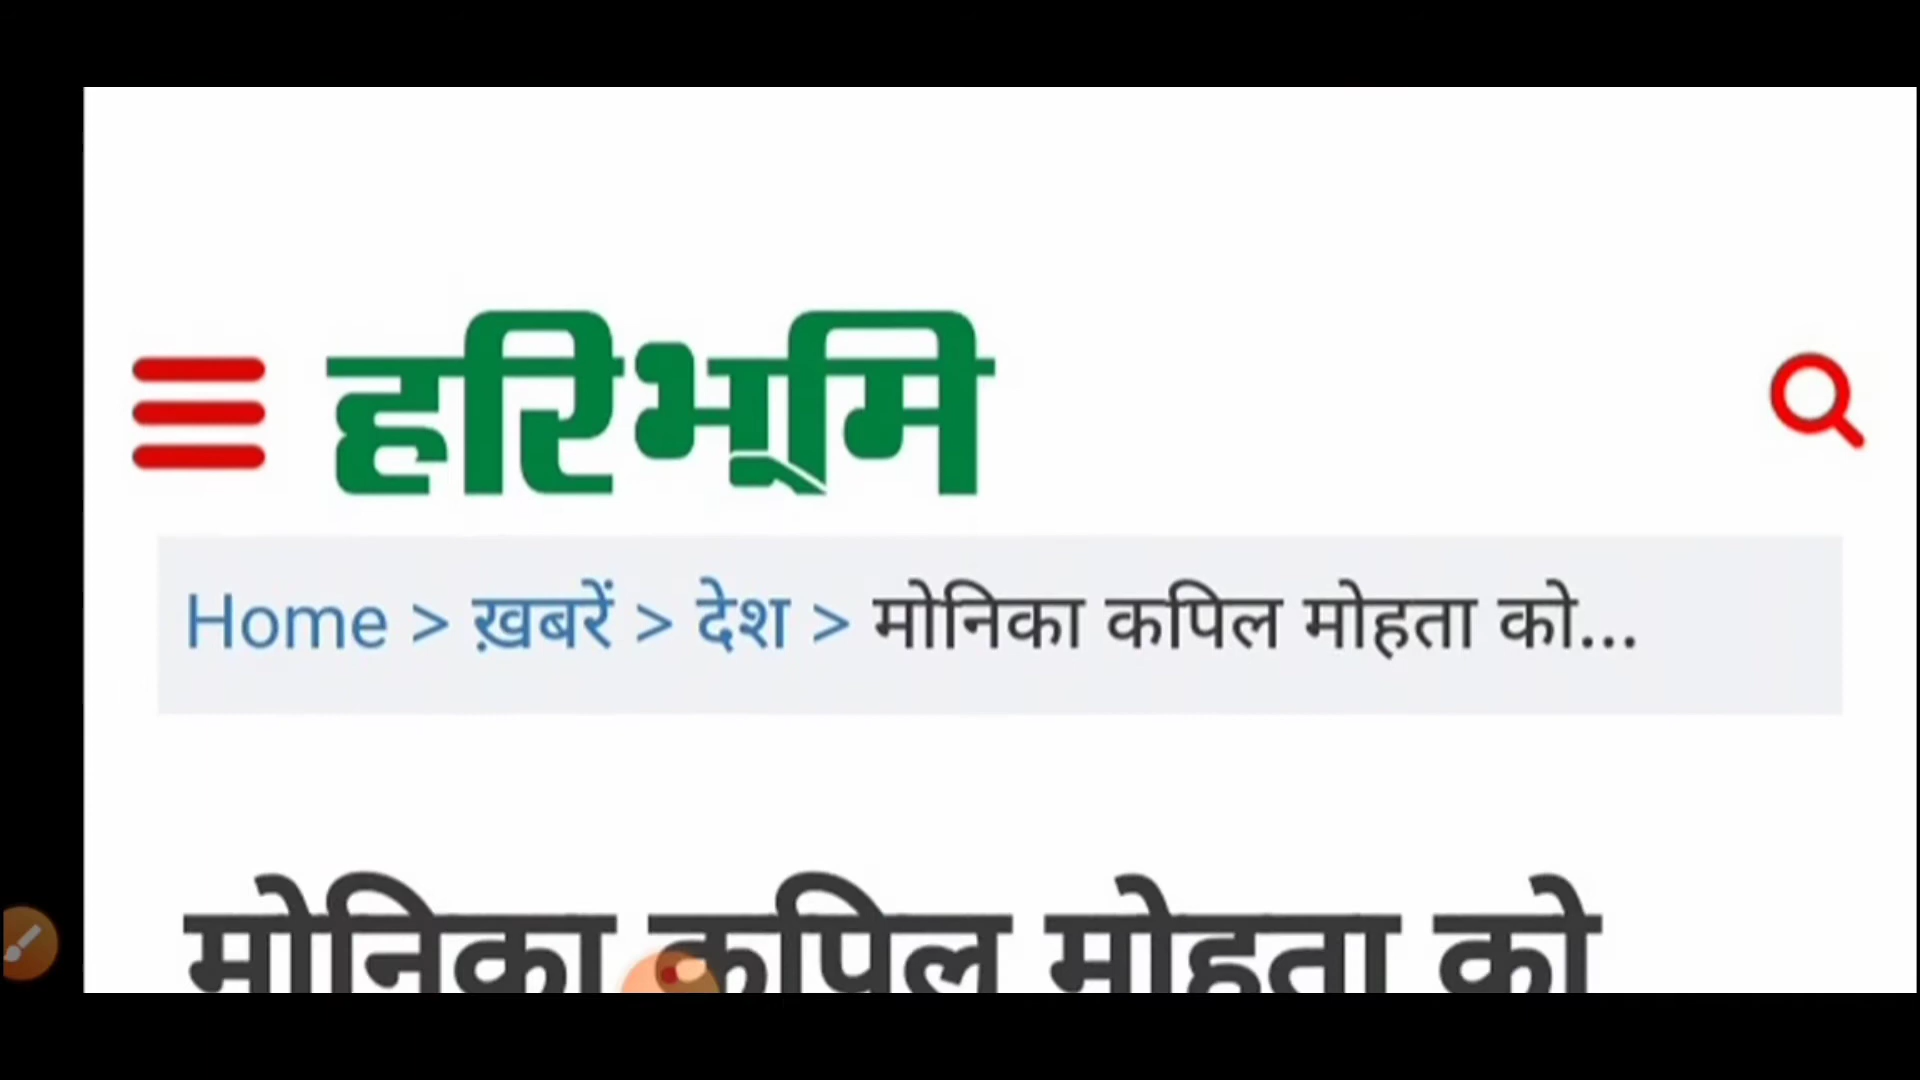 हरिभूमि
Home > ख़बरें > देश > मोनिका कपिल मोहता को...
मोनिका कपिल मोहता को